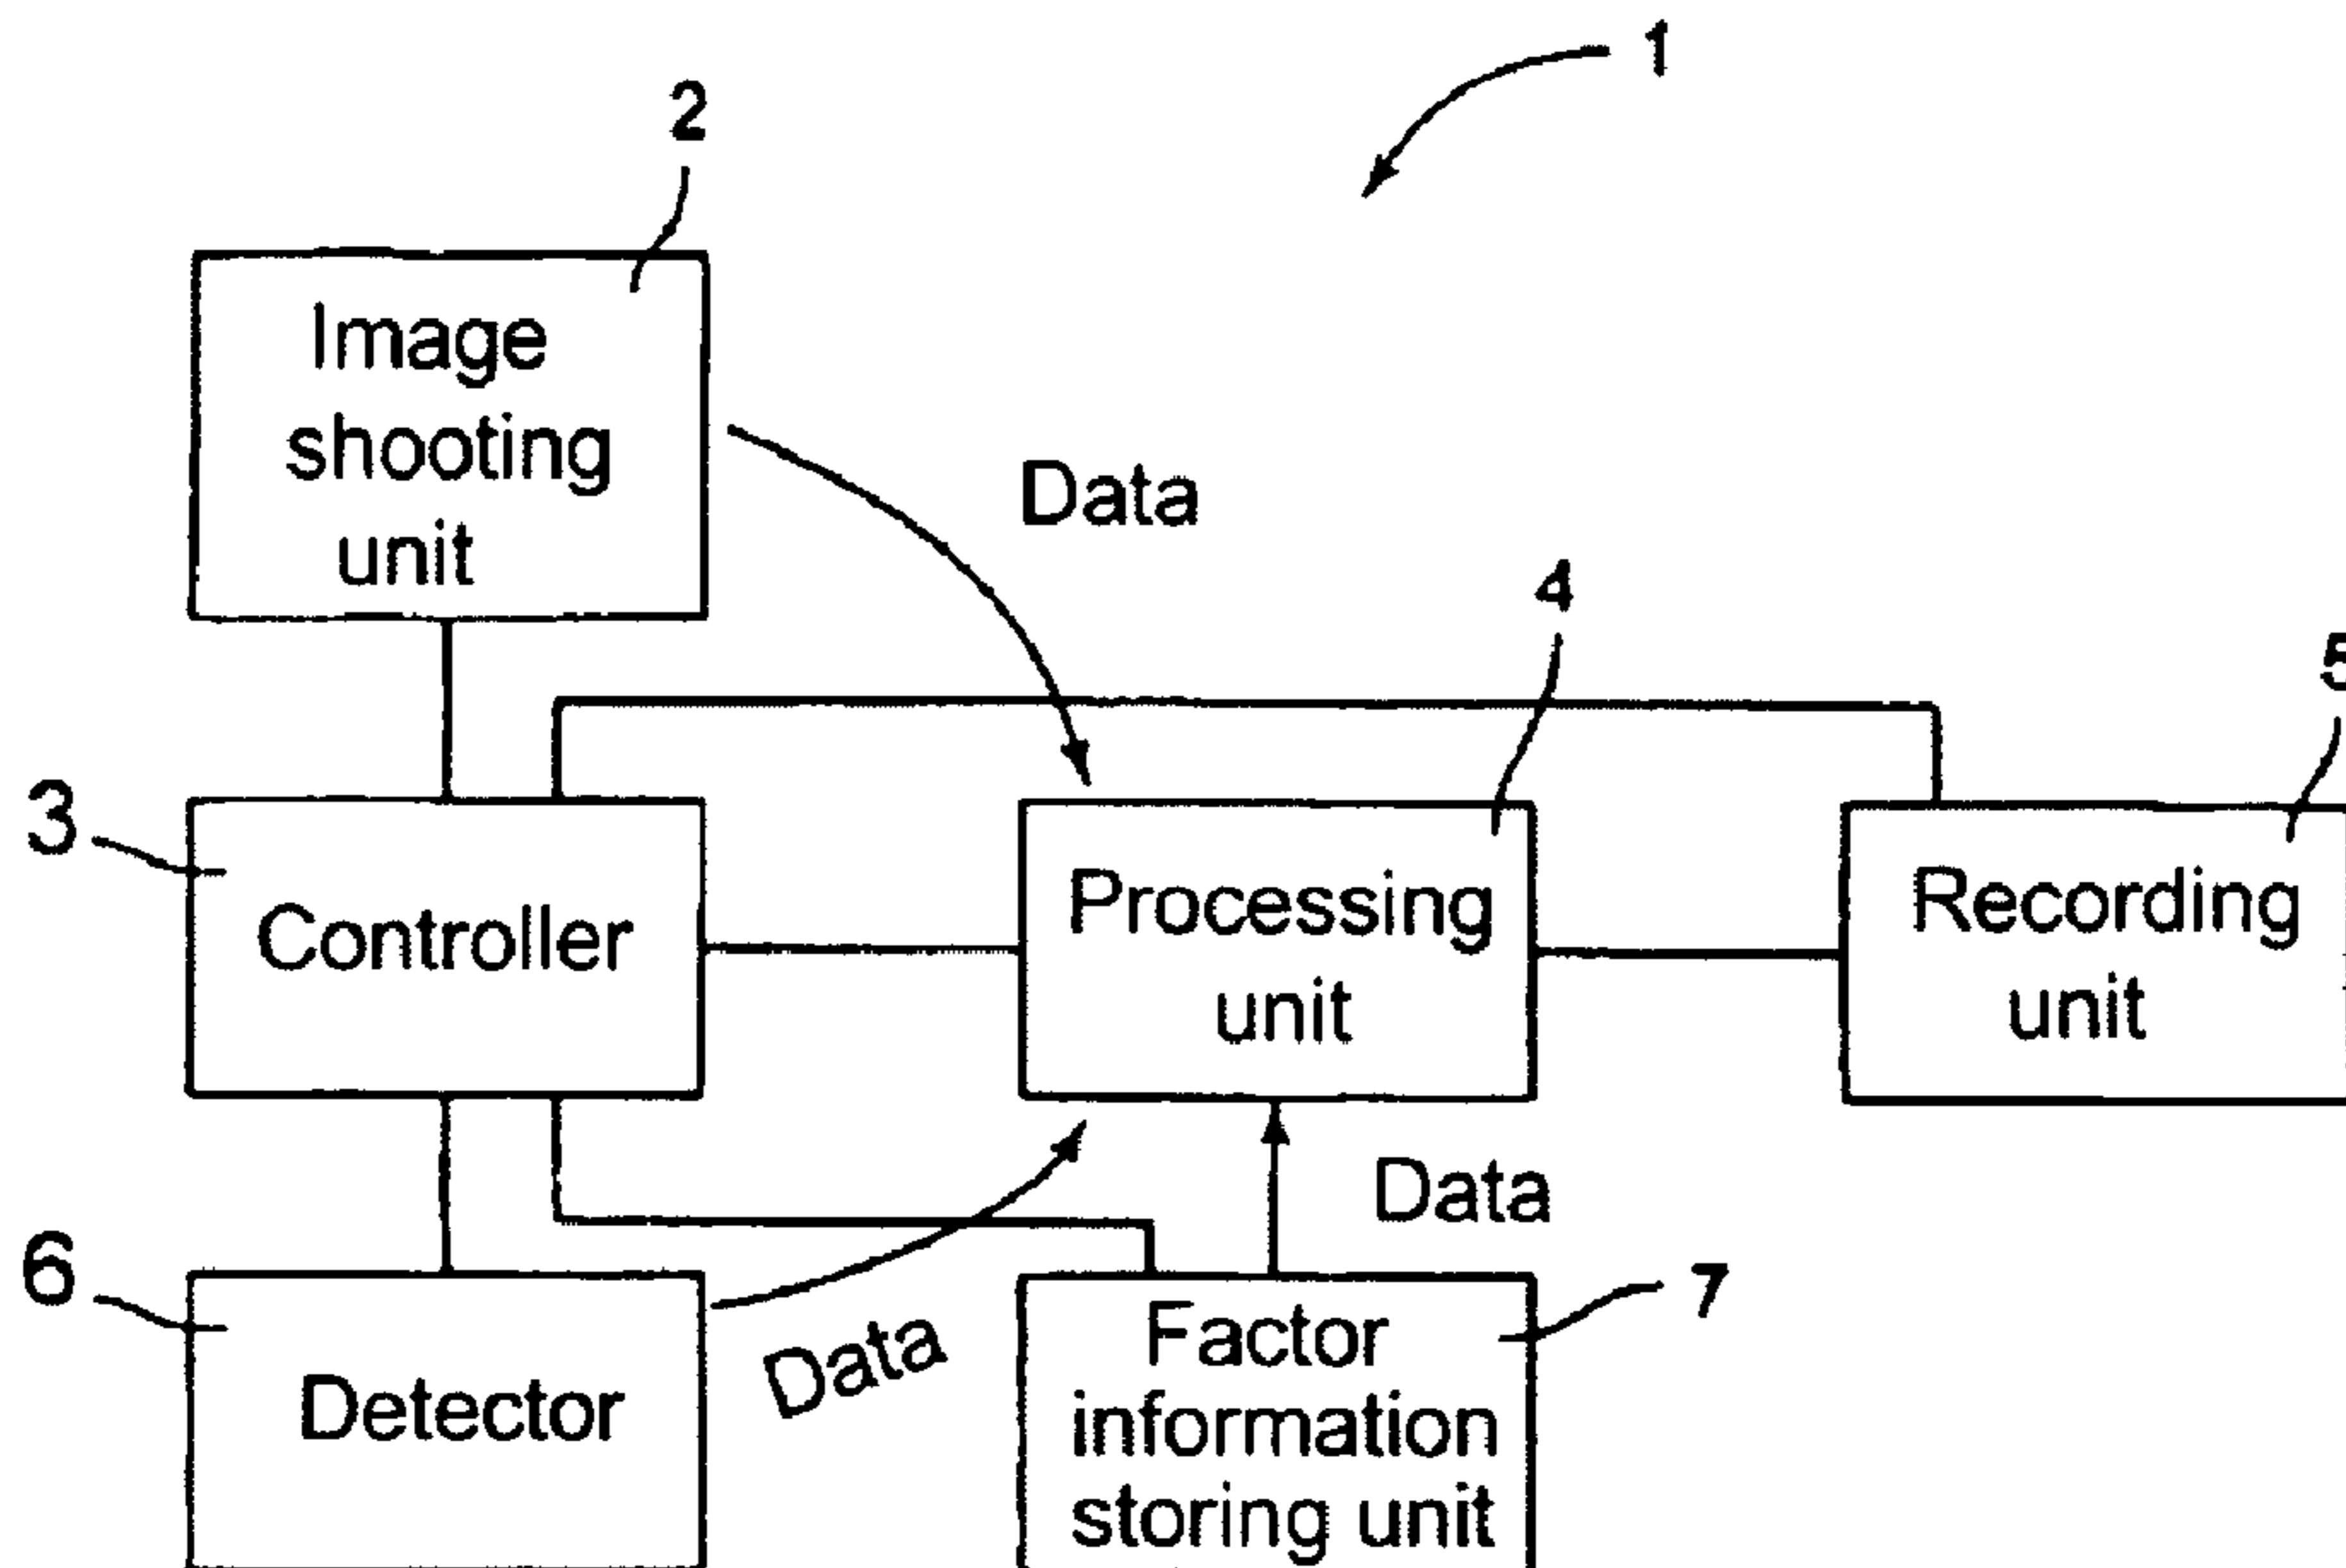 1
2
Image
shooting
unit
Data
4
5
3
Controller
Processing
unit
Recording
unit
Data
6
7
Detector
Data
Factor
information
storing unit